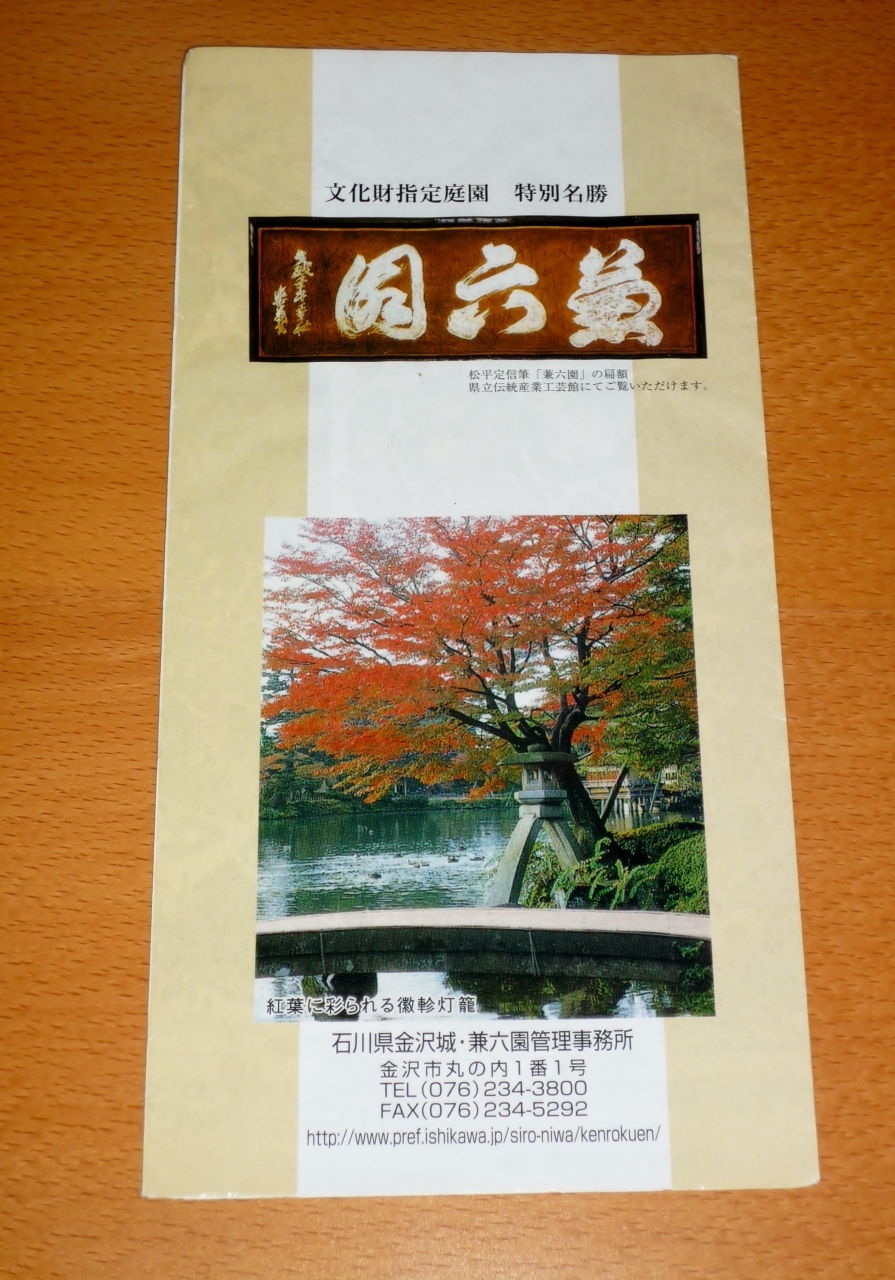 文化財指定庭園　特別名勝
兼六園
松平定信筆「兼六園」の扁額
県立伝統産業工芸館にてご覧いただけます。
紅葉に彩られる徽軫灯籠
石川県金沢城・兼六園管理事務所
金沢市丸の内1番1号
TEL(076)234-3800
FAX(076)234-5292
http://www.pref.ishikawa.jp/siro-niwa/kenrokuen/